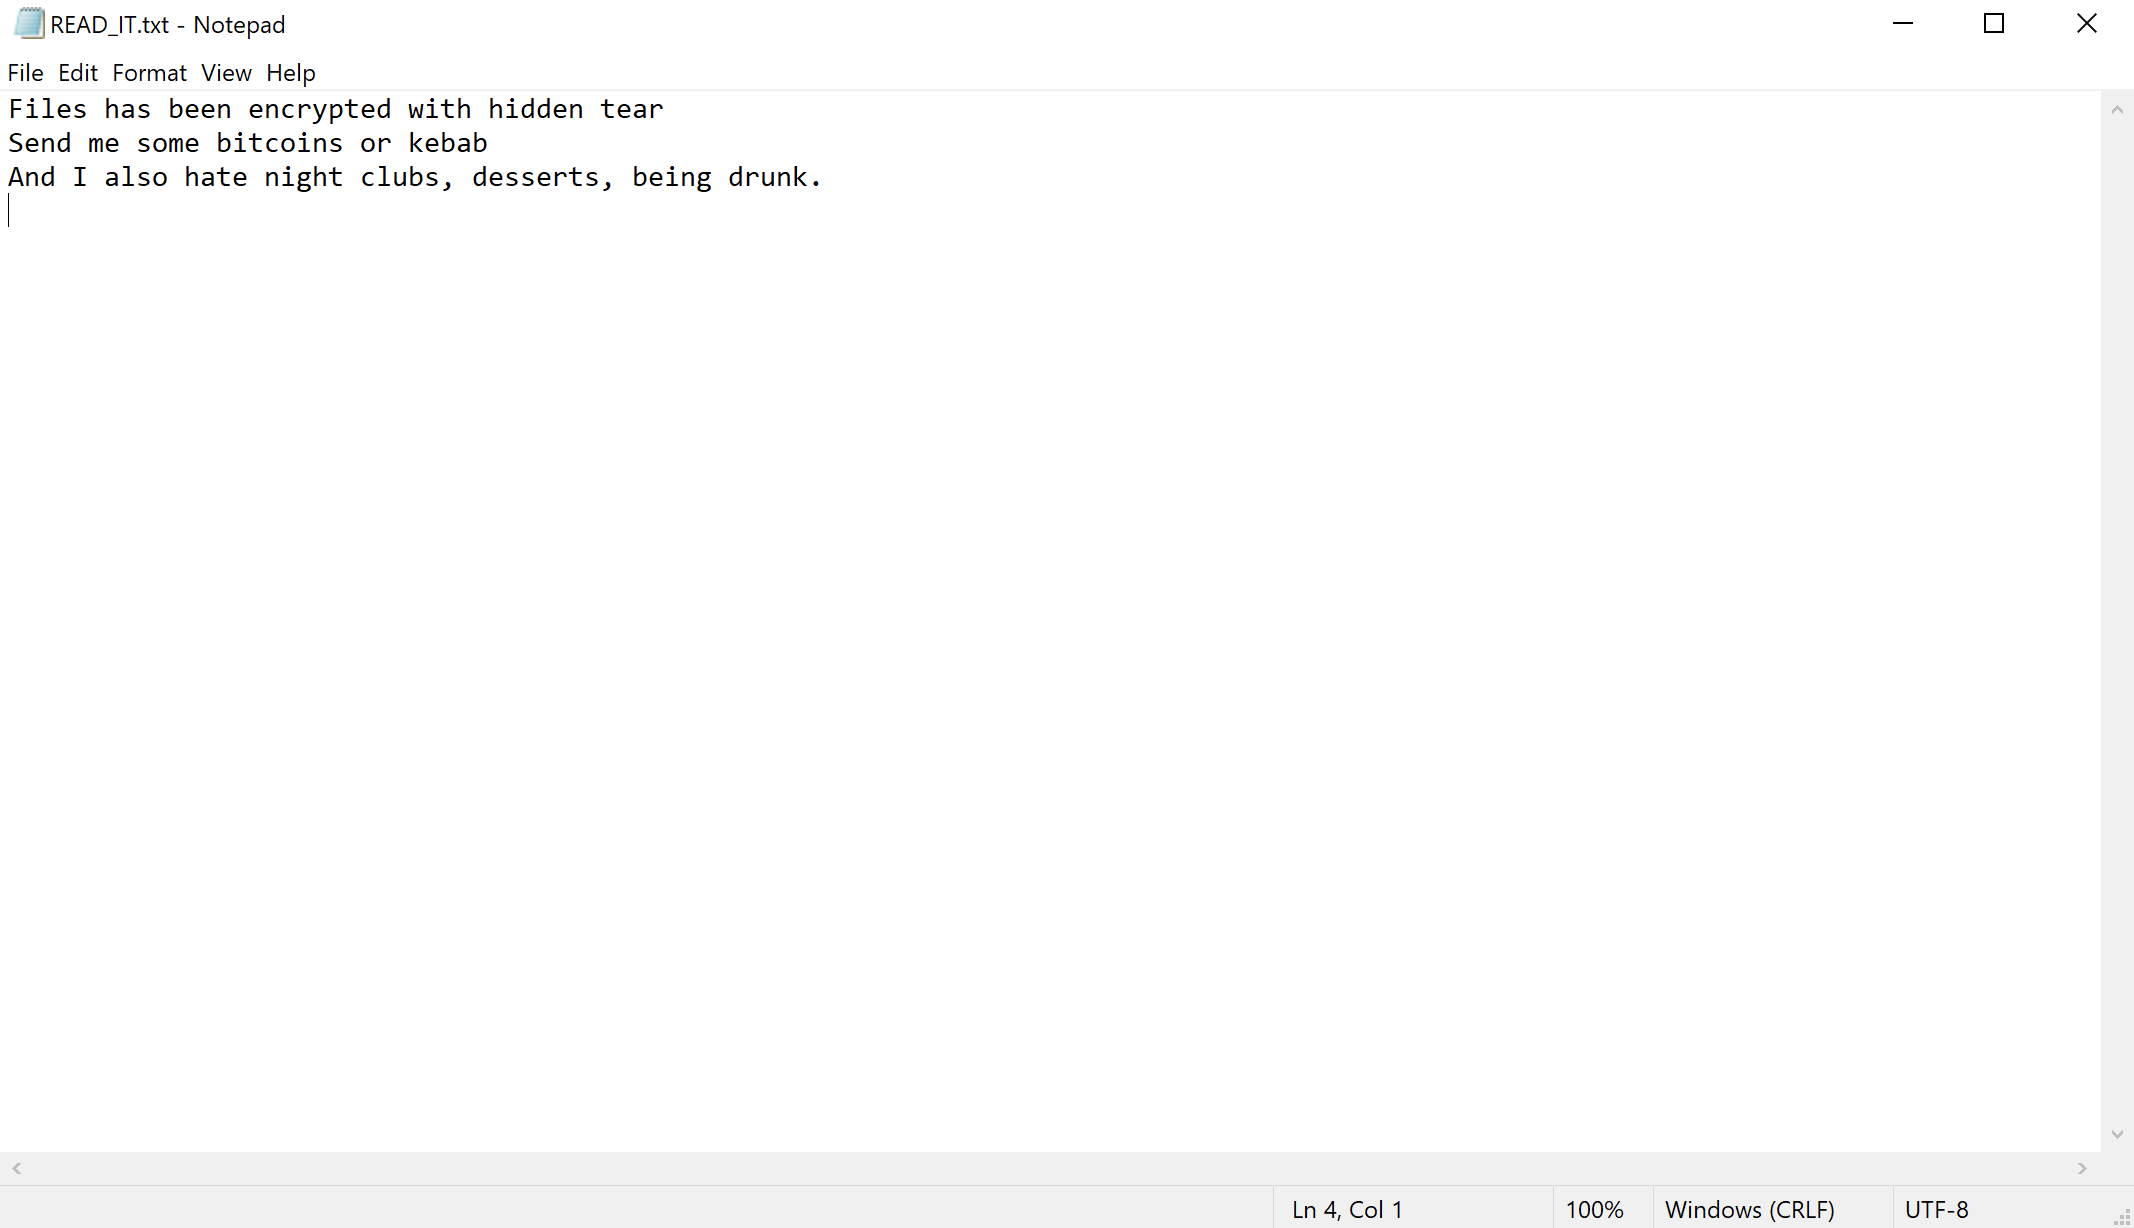 READ_IT.txt - Notepad
File Edit Format View Help
Files has been encrypted with hidden tear
Send me some bitcoins or kebab
And I also hate night clubs, desserts, being drunk.
Ln 4, Col 1 100% Windows (CRLF) UTF-8